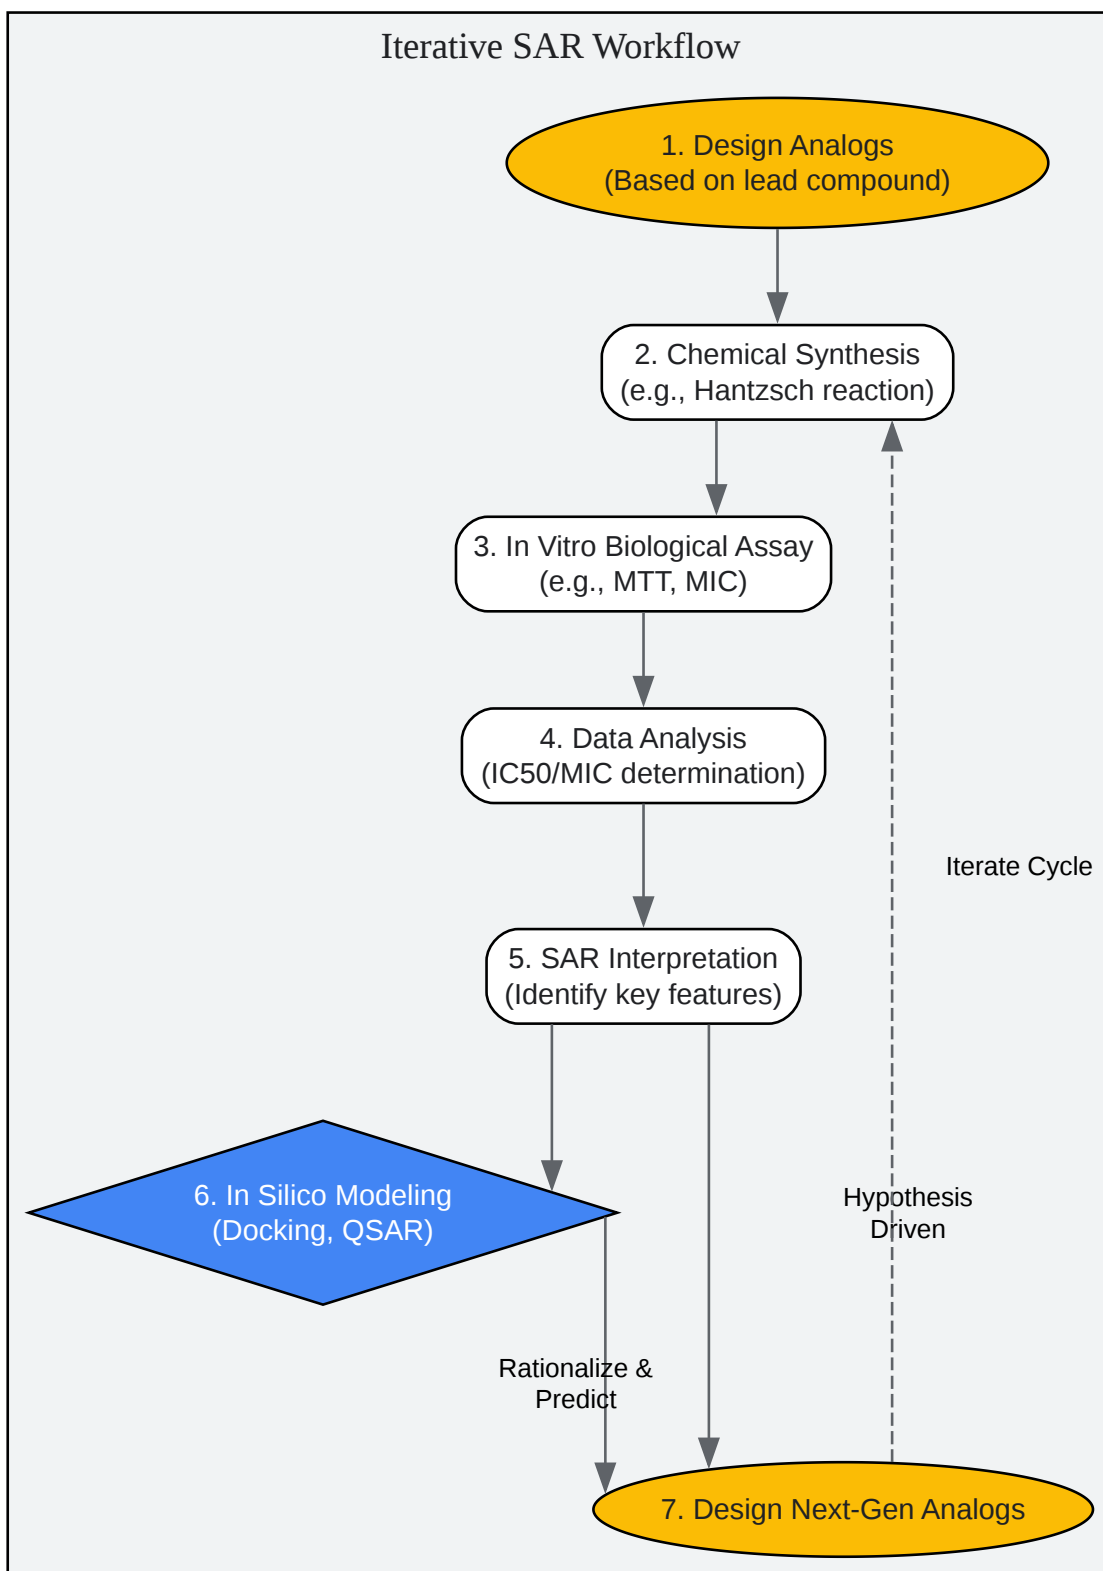 Iterative SAR Workflow
1. Design Analogs
(Based on lead compound)
2. Chemical Synthesis
(e.g., Hantzsch reaction)
3. In Vitro Biological Assay
(e.g., MTT, MIC)
4. Data Analysis
(IC50/MIC determination)
Iterate Cycle
5. SAR Interpretation
(Identify key features)
6. In Silico Modeling
(Docking, QSAR)
Hypothesis
Driven
Rationalize &
Predict
7. Design Next-Gen Analogs